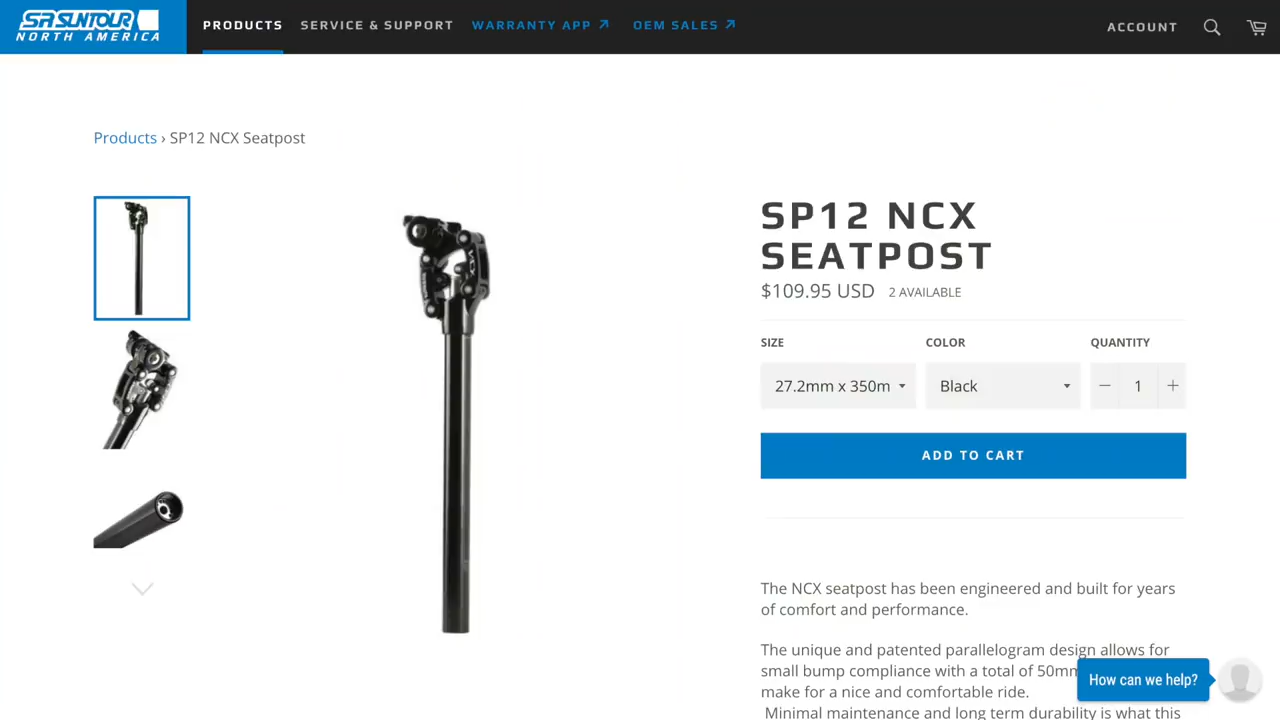 SR SUNTOUR
NORTH AMERICA
PRODUCTS
SERVICE & SUPPORT
WARRANTY APP
OEM SALES
ACCOUNT
Products › SP12 NCX Seatpost
SP12 NCX
SEATPOST
$109.95 USD 2 AVAILABLE
SIZE
COLOR
QUANTITY
27.2mm x 350m
Black
− 1 +
ADD TO CART
The NCX seatpost has been engineered and built for years
of comfort and performance.
The unique and patented parallelogram design allows for
small bump compliance with a total of 50mm
make for a nice and comfortable ride.
Minimal maintenance and long term durability is what this
How can we help?
NCX